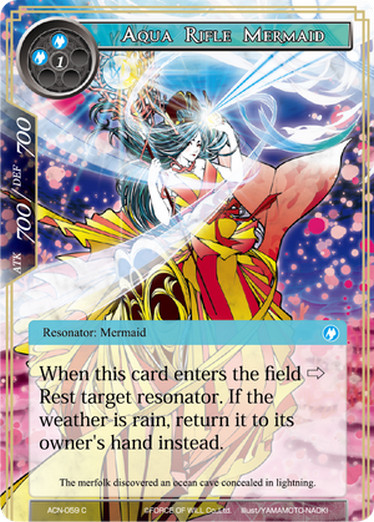 Aqua Rifle Mermaid
1
ATK 700 / DEF 700
Resonator: Mermaid
When this card enters the field ⇨
Rest target resonator. If the
weather is rain, return it to its
owner's hand instead.
The merfolk discovered an ocean cave concealed in lightning.
ACN-059 C ©FORCE OF WILL Co.,Ltd. Illust/YAMAMOTO-NAOKI